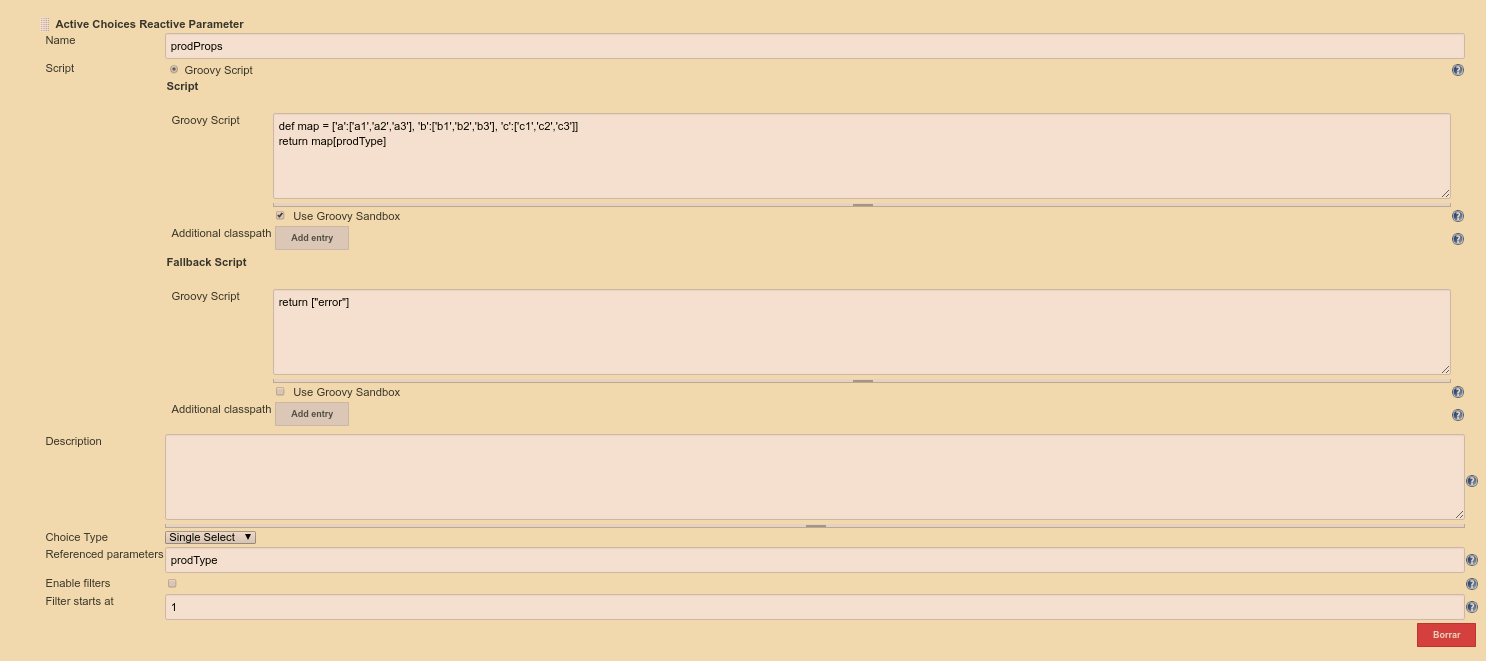 Active Choices Reactive Parameter
Name
prodProps
Script
Groovy Script
Script
Groovy Script
def map = ['a':['a1','a2','a3'], 'b':['b1','b2','b3'], 'c':['c1','c2','c3']]
return map[prodType]
Use Groovy Sandbox
Additional classpath
Add entry
Fallback Script
Groovy Script
return ["error"]
Use Groovy Sandbox
Additional classpath
Add entry
Description
Choice Type
Single Select
Referenced parameters
prodType
Enable filters
Filter starts at
1
Borrar